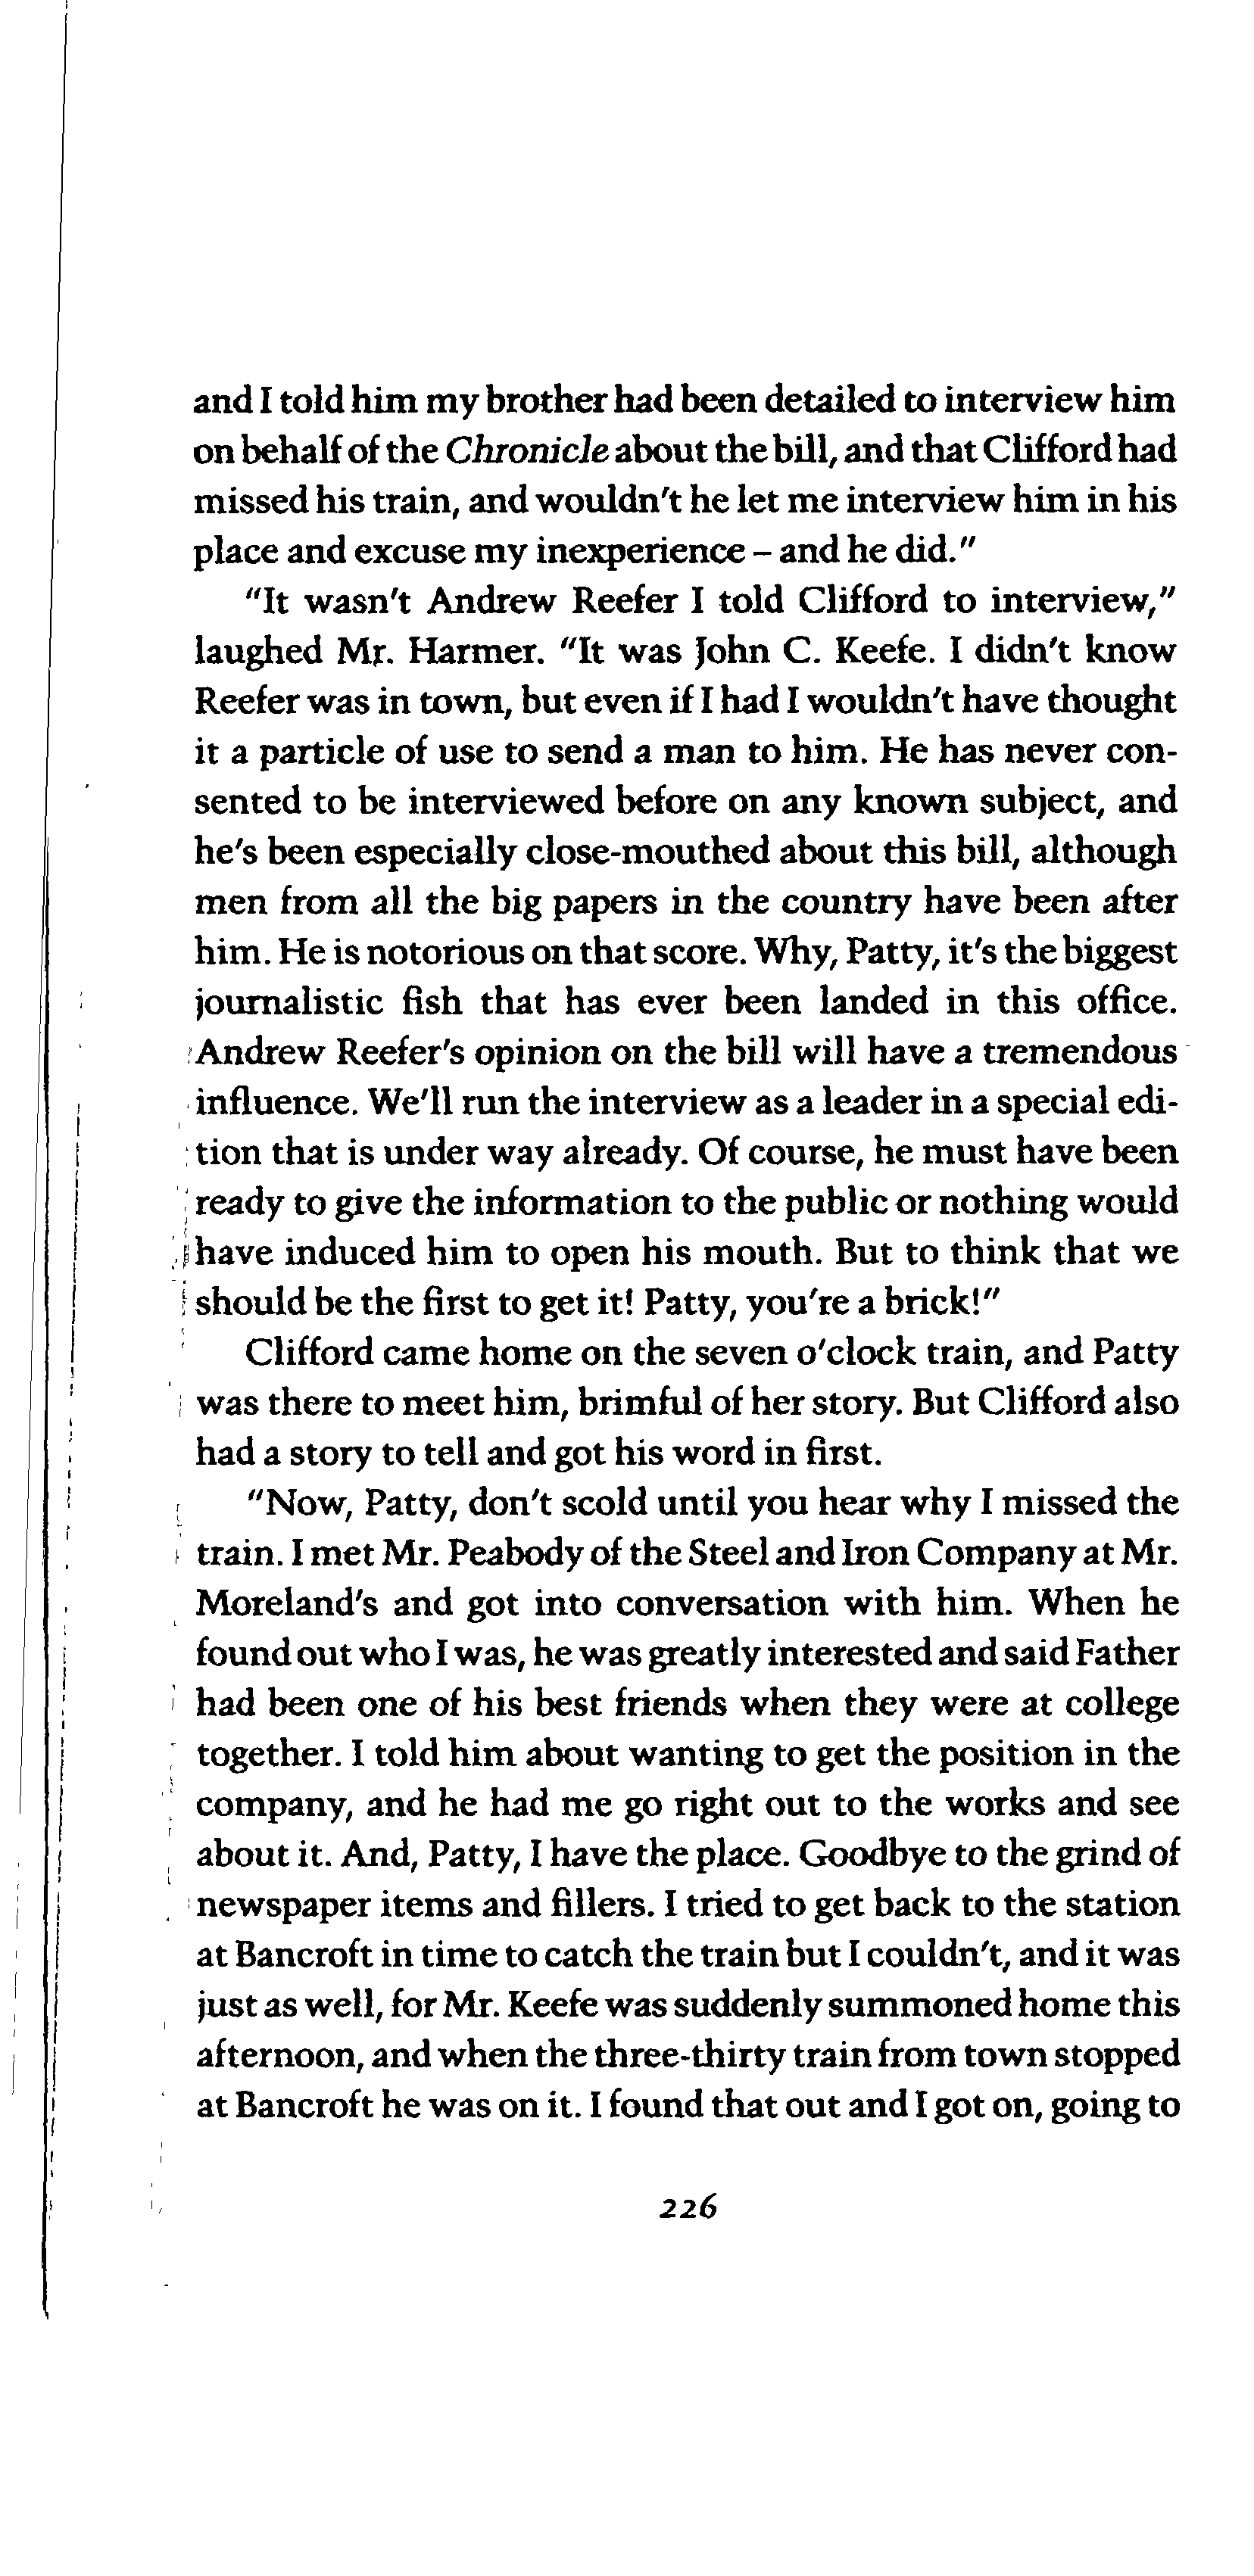 and I told him my brother had been detailed to interview him
on behalf of the Chronicle about the bill, and that Clifford had
missed his train, and wouldn't he let me interview him in his
place and excuse my inexperience – and he did."
"It wasn't Andrew Reefer I told Clifford to interview,"
laughed Mr. Harmer. "It was John C. Keefe. I didn't know
Reefer was in town, but even if I had I wouldn't have thought
it a particle of use to send a man to him. He has never con-
sented to be interviewed before on any known subject, and
he's been especially close-mouthed about this bill, although
men from all the big papers in the country have been after
him. He is notorious on that score. Why, Patty, it's the biggest
journalistic fish that has ever been landed in this office.
Andrew Reefer's opinion on the bill will have a tremendous
influence. We'll run the interview as a leader in a special edi-
tion that is under way already. Of course, he must have been
ready to give the information to the public or nothing would
have induced him to open his mouth. But to think that we
should be the first to get it! Patty, you're a brick!"
Clifford came home on the seven o'clock train, and Patty
was there to meet him, brimful of her story. But Clifford also
had a story to tell and got his word in first.
"Now, Patty, don't scold until you hear why I missed the
train. I met Mr. Peabody of the Steel and Iron Company at Mr.
Moreland's and got into conversation with him. When he
found out who I was, he was greatly interested and said Father
had been one of his best friends when they were at college
together. I told him about wanting to get the position in the
company, and he had me go right out to the works and see
about it. And, Patty, I have the place. Goodbye to the grind of
newspaper items and fillers. I tried to get back to the station
at Bancroft in time to catch the train but I couldn't, and it was
just as well, for Mr. Keefe was suddenly summoned home this
afternoon, and when the three-thirty train from town stopped
at Bancroft he was on it. I found that out and I got on, going to
226